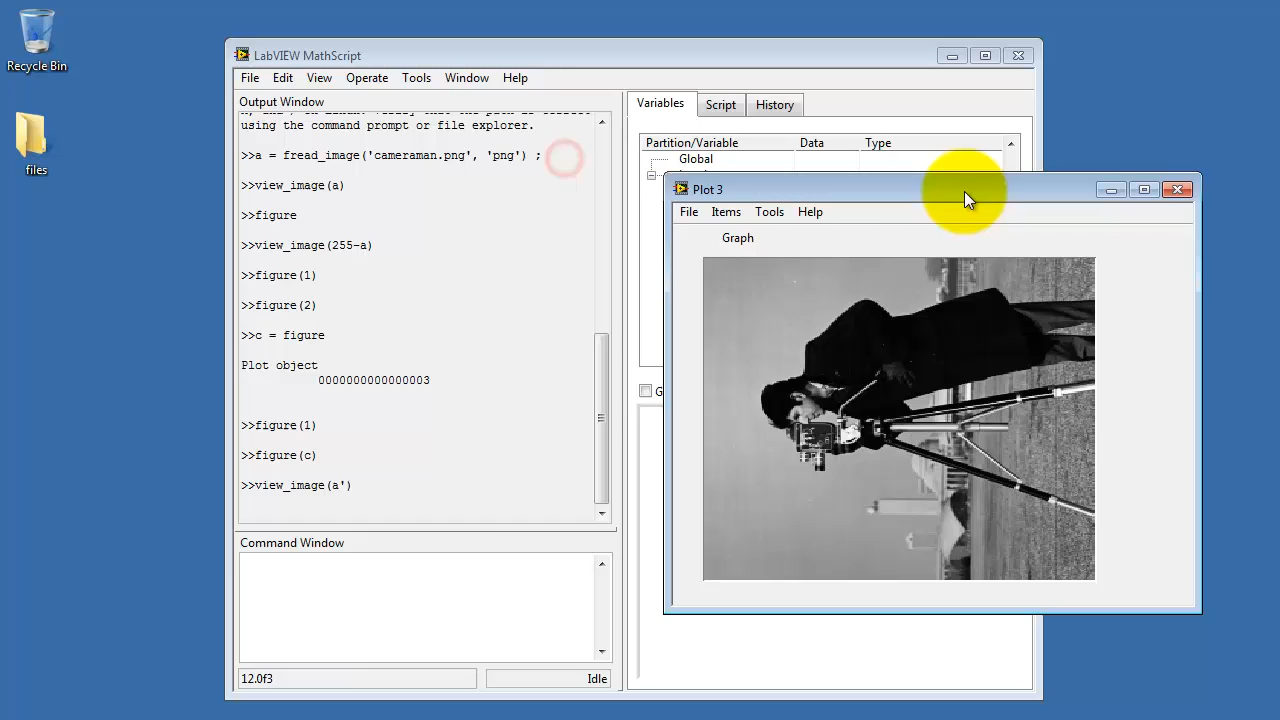 Recycle Bin
files
LabVIEW MathScript
File Edit View Operate Tools Window Help
Output Window
using the command prompt or file explorer.
>>a = fread_image('cameraman.png', 'png') ;
>>view_image(a)
>>figure
>>view_image(255-a)
>>figure(1)
>>figure(2)
>>c = figure
Plot object
0000000000000003
>>figure(1)
>>figure(c)
>>view_image(a')
Command Window
12.0f3 Idle
Variables Script History
Partition/Variable Data Type
Global
Plot 3
File Items Tools Help
Graph